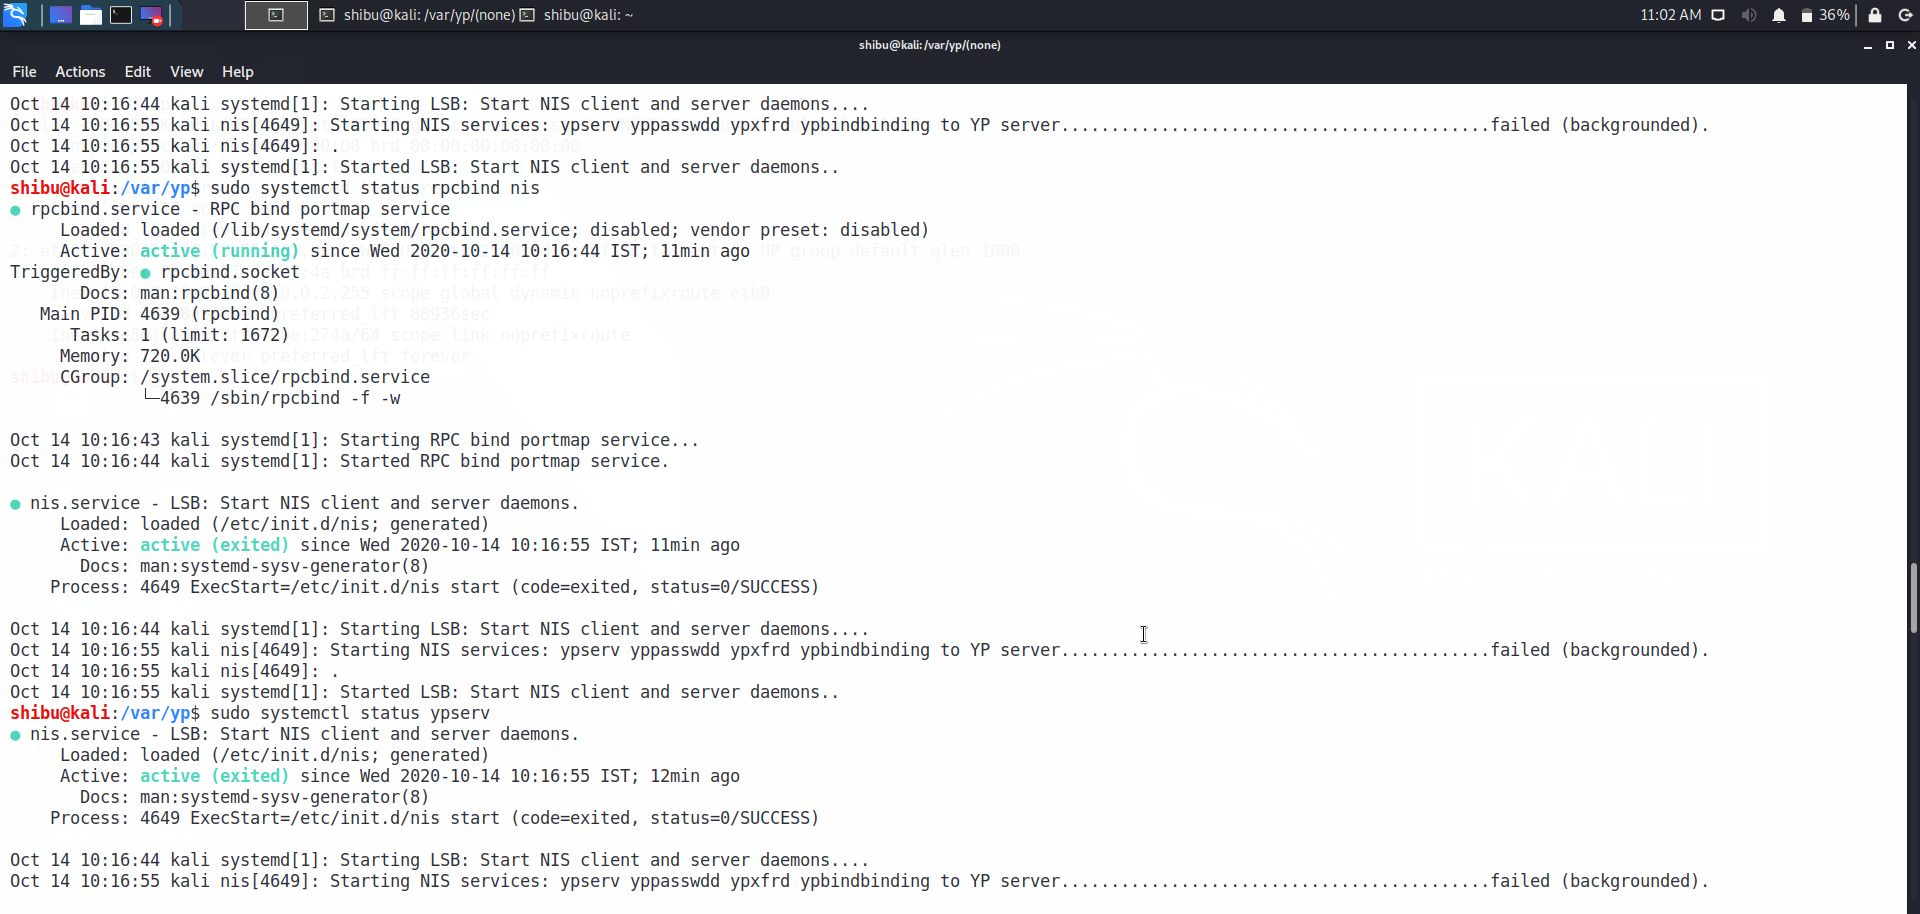 shibu@kali: /var/yp/(none)
shibu@kali: ~
11:02 AM
36%
shibu@kali: /var/yp/(none)
File Actions Edit View Help
Oct 14 10:16:44 kali systemd[1]: Starting LSB: Start NIS client and server daemons....
Oct 14 10:16:55 kali nis[4649]: Starting NIS services: ypserv yppasswdd ypxfrd ypbindbinding to YP server...........................................failed (backgrounded).
Oct 14 10:16:55 kali nis[4649]: .
Oct 14 10:16:55 kali systemd[1]: Started LSB: Start NIS client and server daemons..
shibu@kali:/var/yp$ sudo systemctl status rpcbind nis
● rpcbind.service - RPC bind portmap service
Loaded: loaded (/lib/systemd/system/rpcbind.service; disabled; vendor preset: disabled)
Active: active (running) since Wed 2020-10-14 10:16:44 IST; 11min ago
TriggeredBy: ● rpcbind.socket
Docs: man:rpcbind(8)
Main PID: 4639 (rpcbind)
Tasks: 1 (limit: 1672)
Memory: 720.0K
CGroup: /system.slice/rpcbind.service
└─4639 /sbin/rpcbind -f -w
Oct 14 10:16:43 kali systemd[1]: Starting RPC bind portmap service...
Oct 14 10:16:44 kali systemd[1]: Started RPC bind portmap service.
● nis.service - LSB: Start NIS client and server daemons.
Loaded: loaded (/etc/init.d/nis; generated)
Active: active (exited) since Wed 2020-10-14 10:16:55 IST; 11min ago
Docs: man:systemd-sysv-generator(8)
Process: 4649 ExecStart=/etc/init.d/nis start (code=exited, status=0/SUCCESS)
Oct 14 10:16:44 kali systemd[1]: Starting LSB: Start NIS client and server daemons....
Oct 14 10:16:55 kali nis[4649]: Starting NIS services: ypserv yppasswdd ypxfrd ypbindbinding to YP server...........................................failed (backgrounded).
Oct 14 10:16:55 kali nis[4649]: .
Oct 14 10:16:55 kali systemd[1]: Started LSB: Start NIS client and server daemons..
shibu@kali:/var/yp$ sudo systemctl status ypserv
● nis.service - LSB: Start NIS client and server daemons.
Loaded: loaded (/etc/init.d/nis; generated)
Active: active (exited) since Wed 2020-10-14 10:16:55 IST; 12min ago
Docs: man:systemd-sysv-generator(8)
Process: 4649 ExecStart=/etc/init.d/nis start (code=exited, status=0/SUCCESS)
Oct 14 10:16:44 kali systemd[1]: Starting LSB: Start NIS client and server daemons....
Oct 14 10:16:55 kali nis[4649]: Starting NIS services: ypserv yppasswdd ypxfrd ypbindbinding to YP server...........................................failed (backgrounded).